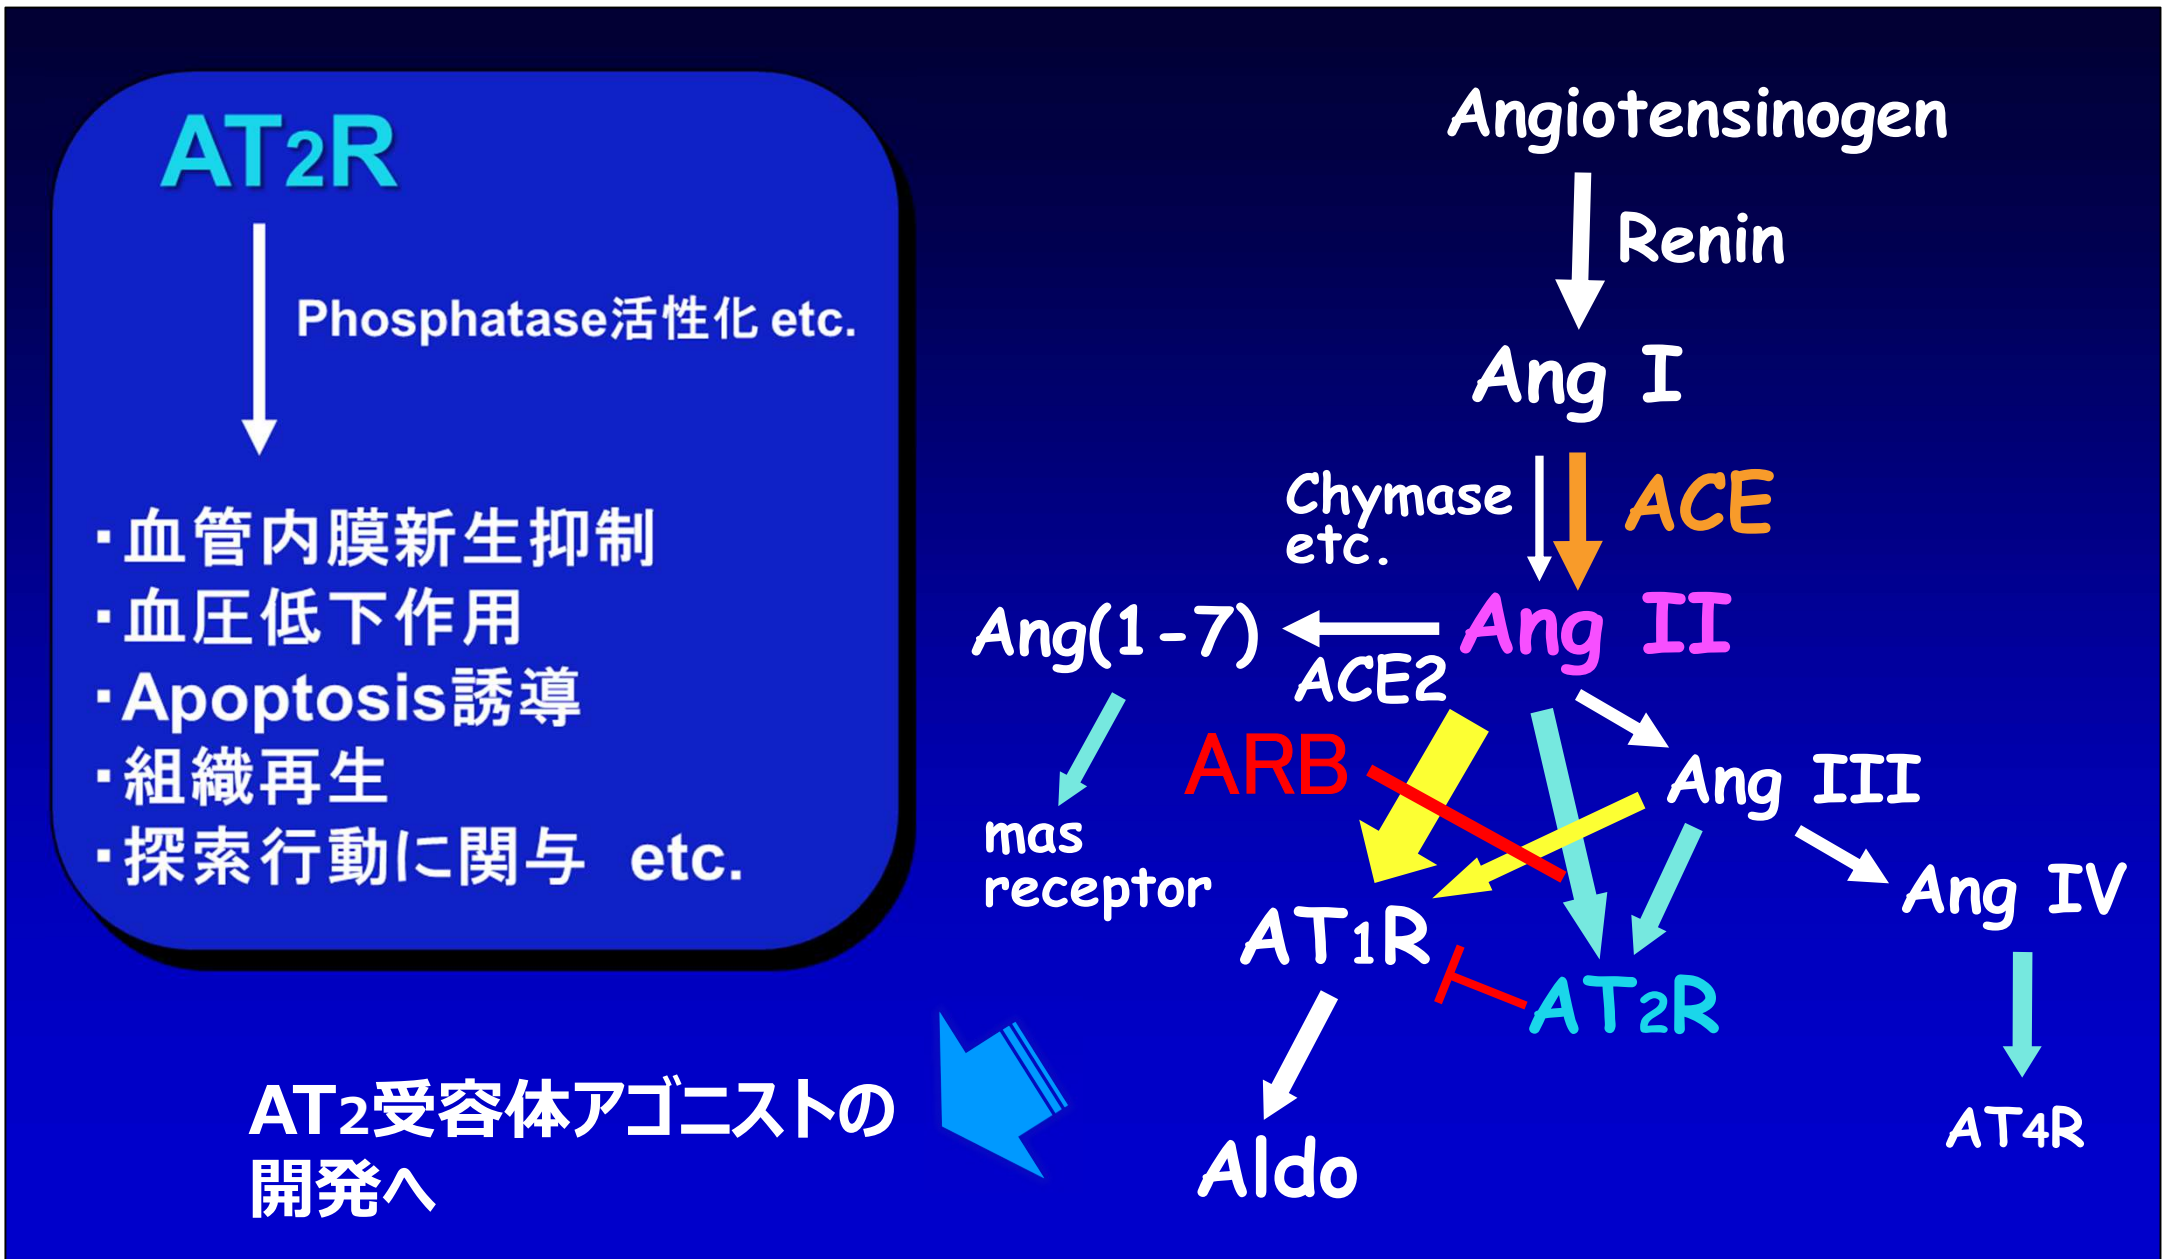 AT2R
Phosphatase活性化 etc.
・血管内膜新生抑制
・血圧低下作用
・Apoptosis誘導
・組織再生
・探索行動に関与 etc.
AT2受容体アゴニストの
開発へ
Angiotensinogen
Renin
Ang I
Chymase
etc.
ACE
Ang(1-7)
ACE2
Ang II
ARB
Ang III
mas
receptor
Ang IV
AT1R
AT2R
AT4R
Aldo